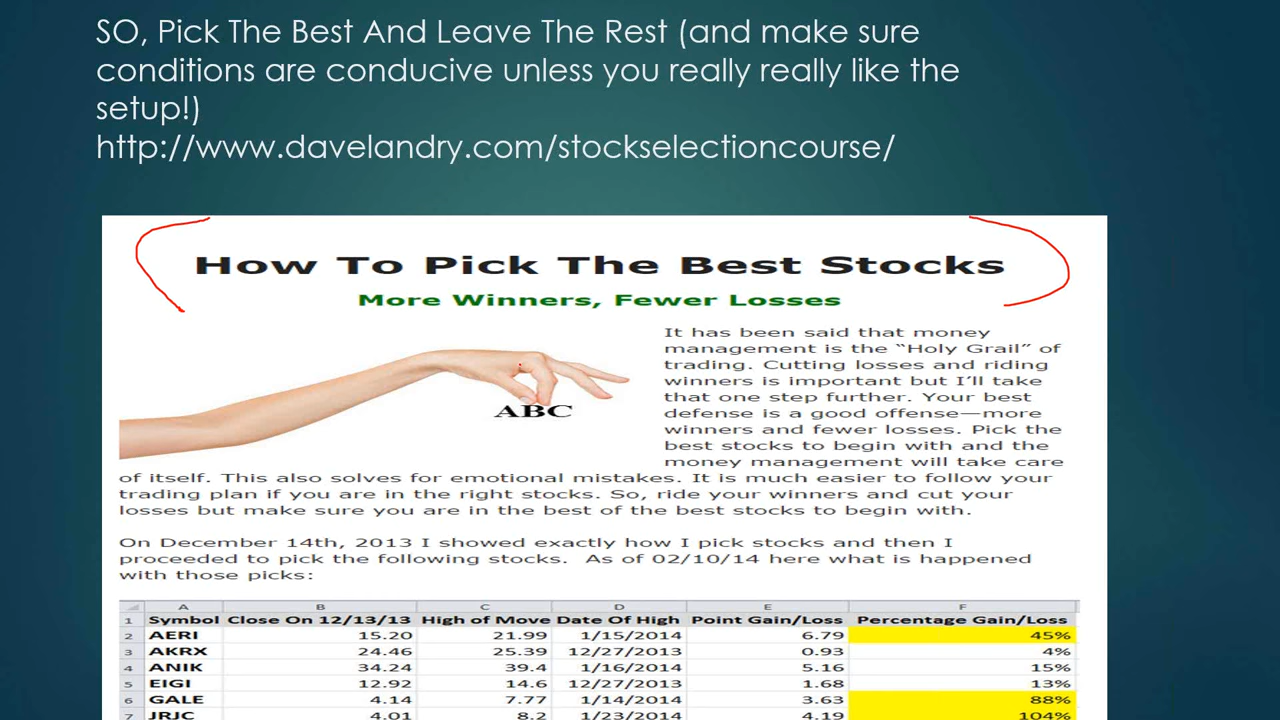 SO, Pick The Best And Leave The Rest (and make sure
conditions are conducive unless you really really like the
setup!)
http://www.davelandry.com/stockselectioncourse/
How To Pick The Best Stocks
More Winners, Fewer Losses
ABC
It has been said that money
management is the “Holy Grail” of
trading. Cutting losses and riding
winners is important but I’ll take
that one step further. Your best
defense is a good offense—more
winners and fewer losses. Pick the
best stocks to begin with and the
money management will take care
of itself. This also solves for emotional mistakes. It is much easier to follow your
trading plan if you are in the right stocks. So, ride your winners and cut your
losses but make sure you are in the best of the best stocks to begin with.
On December 14th, 2013 I showed exactly how I pick stocks and then I
proceeded to pick the following stocks.  As of 02/10/14 here what is happened
with those picks:
A B C D E F
1 Symbol Close On 12/13/13 High of Move Date Of High Point Gain/Loss Percentage Gain/Loss
2 AERI 15.20 21.99 1/15/2014 6.79 45%
3 AKRX 24.46 25.39 12/27/2013 0.93 4%
4 ANIK 34.24 39.4 1/16/2014 5.16 15%
5 EIGI 12.92 14.6 12/27/2013 1.68 13%
6 GALE 4.14 7.77 1/14/2014 3.63 88%
7 JRJC 4.01 8.2 1/23/2014 4.19 104%